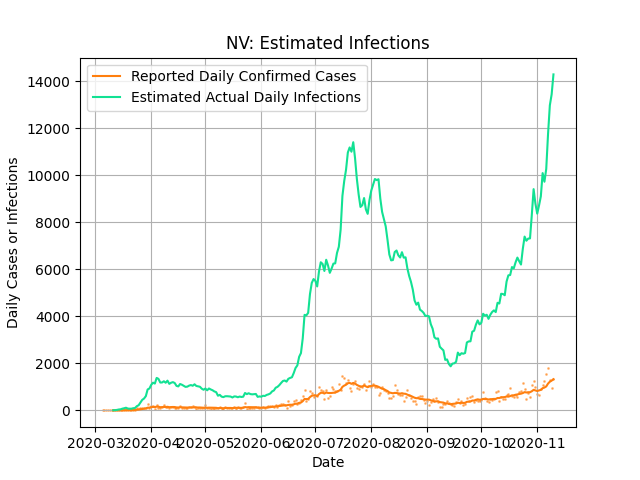 NV: Estimated Infections
Reported Daily Confirmed Cases
Estimated Actual Daily Infections
14000
12000
10000
8000
6000
4000
2000
0
Daily Cases or Infections
2020-03 2020-04 2020-05 2020-06 2020-07 2020-08 2020-09 2020-10 2020-11
Date